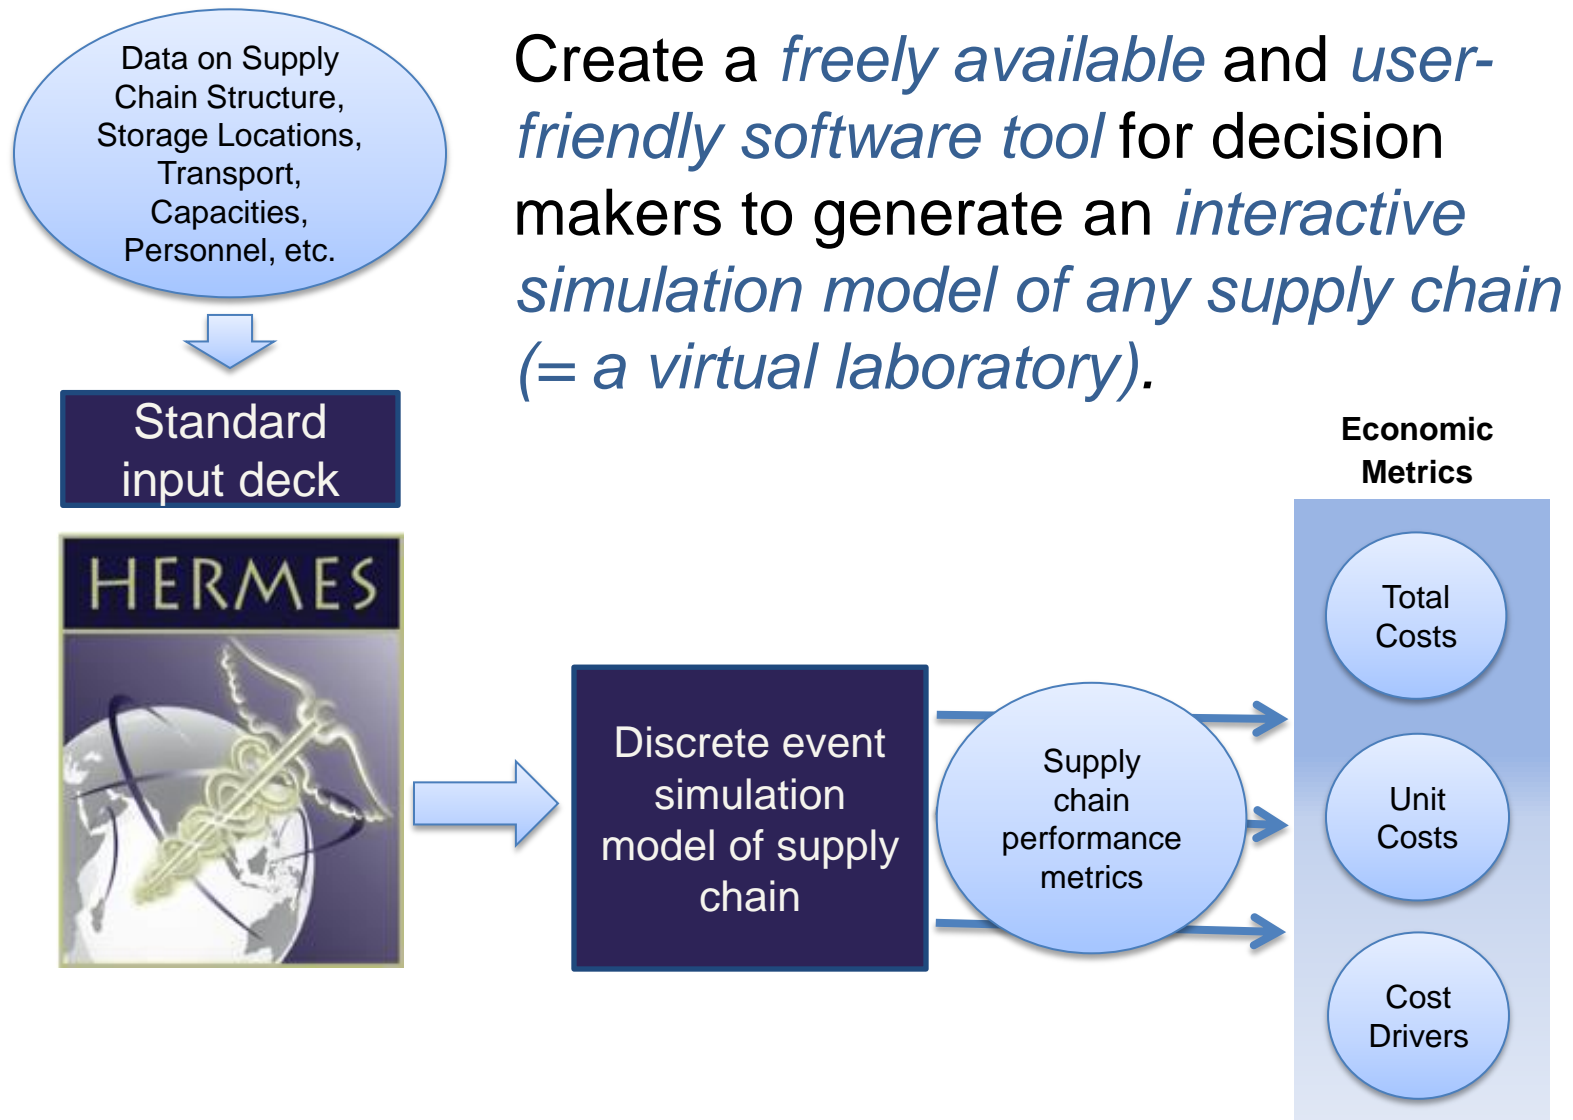 Data on Supply
Chain Structure,
Storage Locations,
Transport,
Capacities,
Personnel, etc.
Create a freely available and user-
friendly software tool for decision
makers to generate an interactive
simulation model of any supply chain
(= a virtual laboratory).
Standard
input deck
HERMES
Discrete event
simulation
model of supply
chain
Supply
chain
performance
metrics
Economic
Metrics
Total
Costs
Unit
Costs
Cost
Drivers